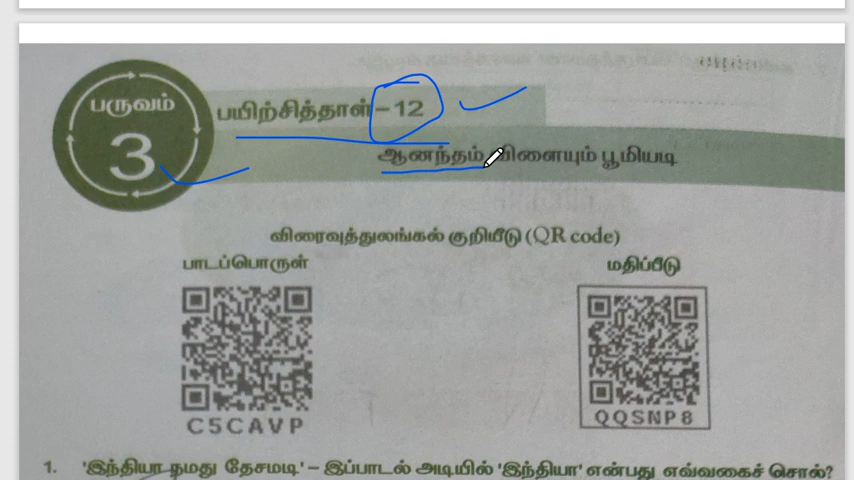 பருவம்
3
பயிற்சித்தாள் - 12
ஆனந்தம் விளையும் பூமியடி
விரைவுத்துலங்கல் குறியீடு (QR code)
பாடப்பொருள்
மதிப்பீடு
C5CAVP
QQSNP8
1. 'இந்தியா நமது தேசமடி' – இப்பாடல் அடியில் 'இந்தியா' என்பது எவ்வகைச் சொல்?